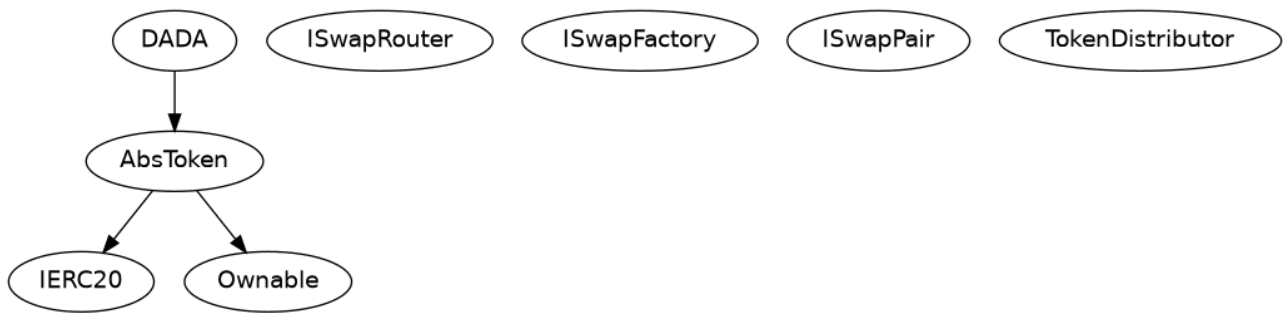 DADA
ISwapRouter
ISwapFactory
ISwapPair
TokenDistributor
AbsToken
IERC20
Ownable